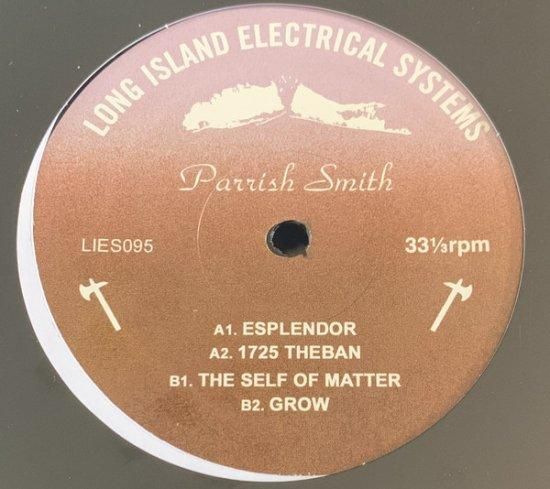 LONG ISLAND ELECTRICAL SYSTEMS
Parrish Smith
LIES095
33⅓rpm
A1. ESPLENDOR
A2. 1725 THEBAN
B1. THE SELF OF MATTER
B2. GROW